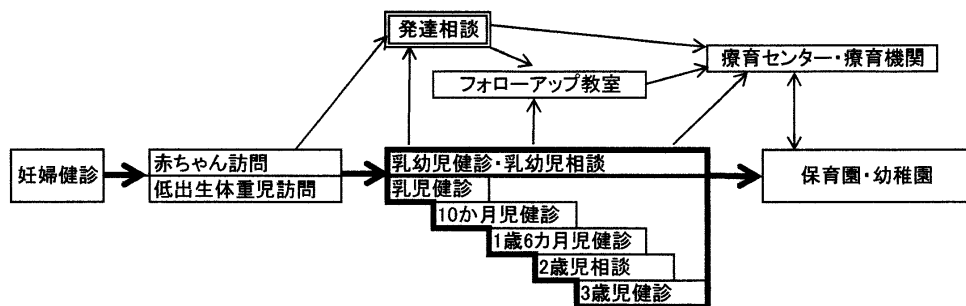 発達相談
療育センター・療育機関
フォローアップ教室
妊婦健診
赤ちゃん訪問
低出生体重児訪問
乳幼児健診・乳幼児相談
乳児健診
10か月児健診
1歳6カ月児健診
2歳児相談
3歳児健診
保育園・幼稚園